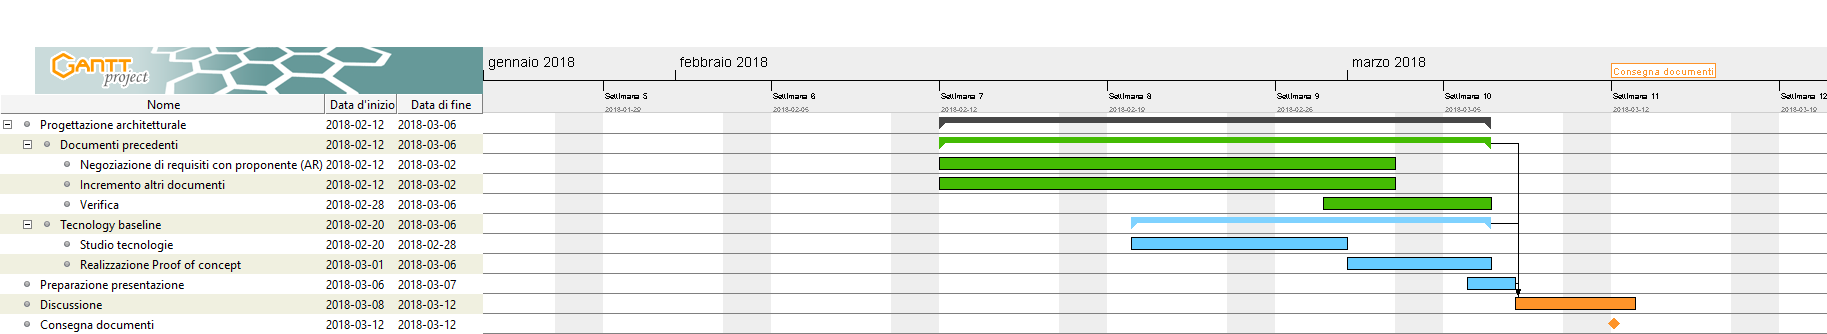 GANTT
project
gennaio 2018 febbraio 2018 marzo 2018
Consegna documenti
Settimana 5 Settimana 6 Settimana 7 Settimana 8 Settimana 9 Settimana 10 Settimana 11 Settimana 12
2018-01-29 2018-02-05 2018-02-12 2018-02-19 2018-02-26 2018-03-05 2018-03-12 2018-03-19
Nome Data d'inizio Data di fine
Progettazione architetturale 2018-02-12 2018-03-06
Documenti precedenti 2018-02-12 2018-03-06
Negoziazione di requisiti con proponente (AR) 2018-02-12 2018-03-02
Incremento altri documenti 2018-02-12 2018-03-02
Verifica 2018-02-28 2018-03-06
Tecnology baseline 2018-02-20 2018-03-06
Studio tecnologie 2018-02-20 2018-02-28
Realizzazione Proof of concept 2018-03-01 2018-03-06
Preparazione presentazione 2018-03-06 2018-03-07
Discussione 2018-03-08 2018-03-12
Consegna documenti 2018-03-12 2018-03-12